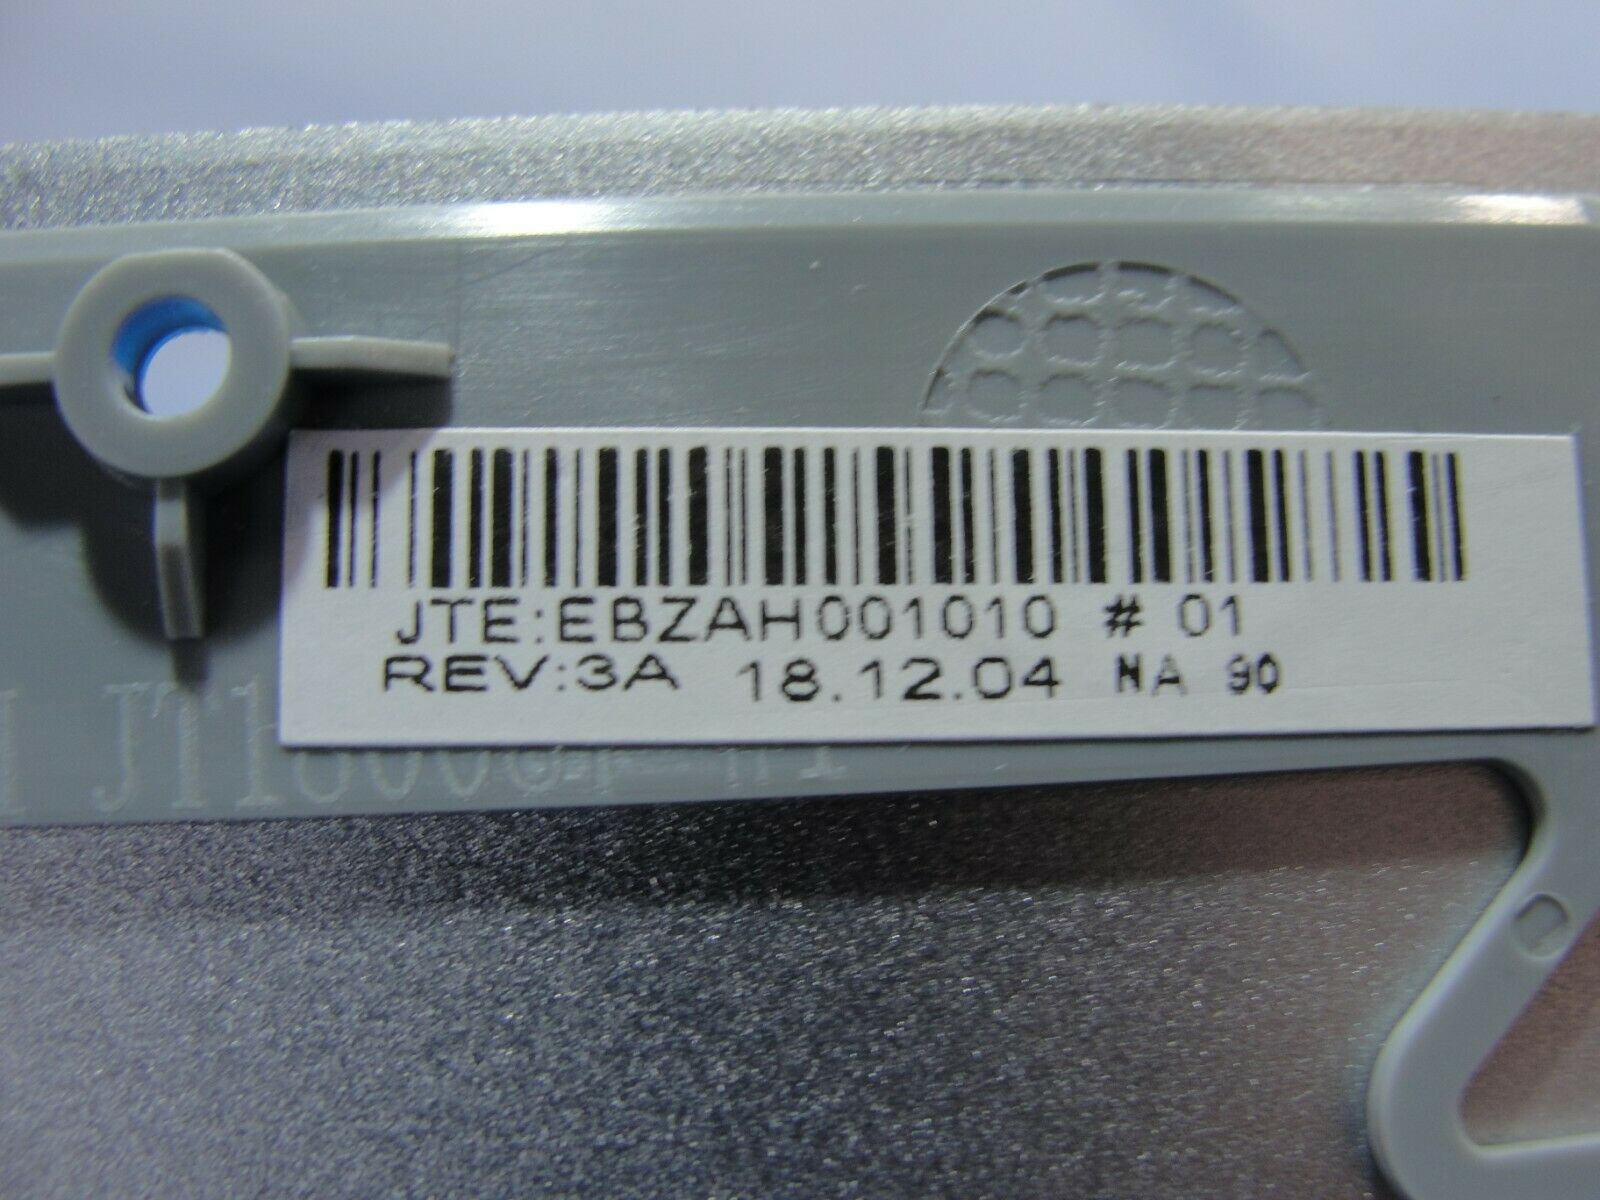 JTE:EBZAH001010 # 01
REV:3A 18.12.04 NA 90